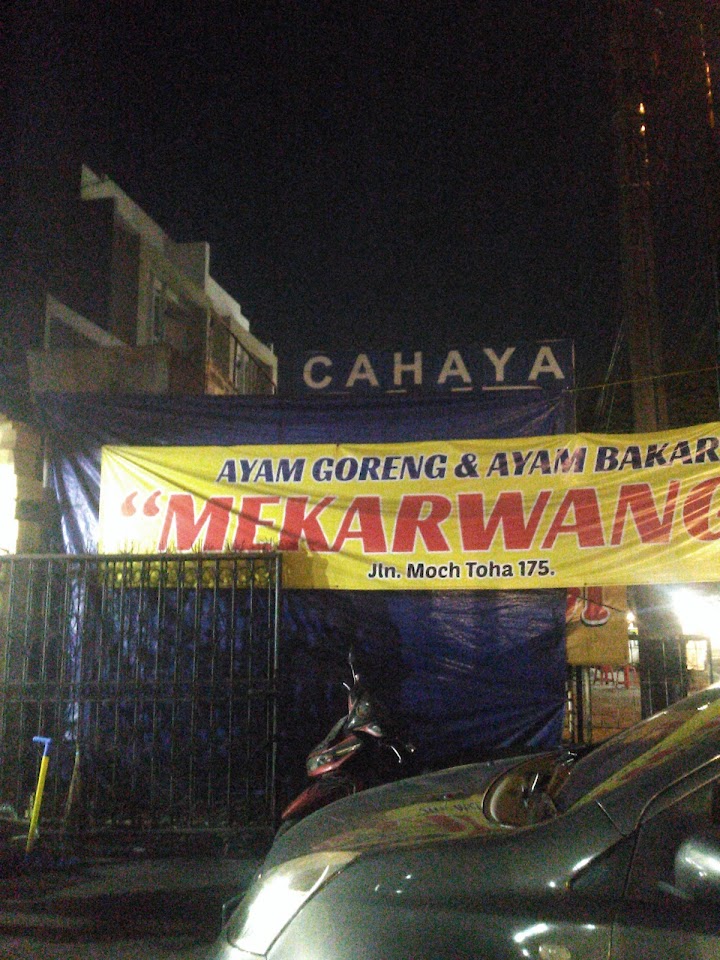 CAHAYA
AYAM GORENG & AYAM BAKAR
“MEKARWANG
Jln. Moch Toha 175.